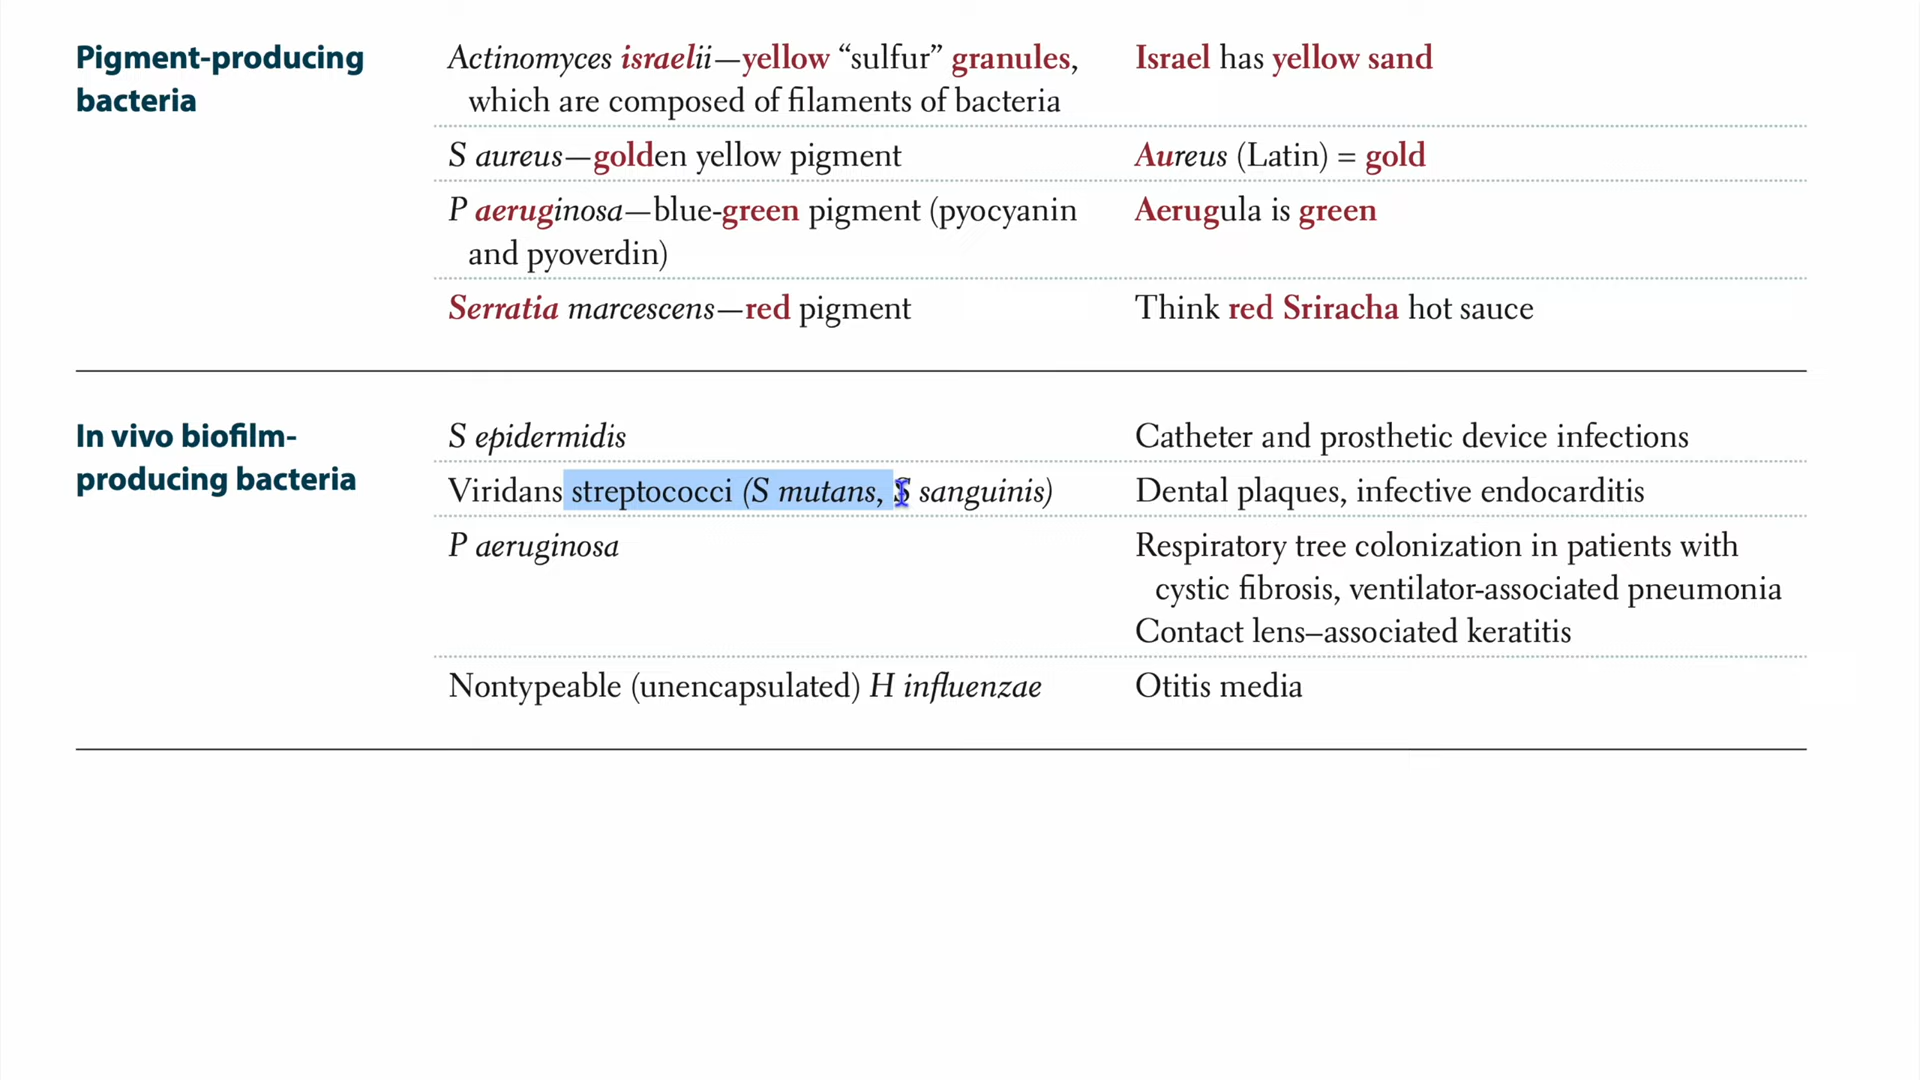 Pigment-producing
bacteria
Actinomyces israelii—yellow “sulfur” granules,
which are composed of filaments of bacteria
Israel has yellow sand
S aureus—golden yellow pigment
Aureus (Latin) = gold
P aeruginosa—blue-green pigment (pyocyanin
and pyoverdin)
Aerugula is green
Serratia marcescens—red pigment
Think red Sriracha hot sauce
In vivo biofilm-
producing bacteria
S epidermidis
Catheter and prosthetic device infections
Viridans streptococci (S mutans, S sanguinis)
Dental plaques, infective endocarditis
P aeruginosa
Respiratory tree colonization in patients with
cystic fibrosis, ventilator-associated pneumonia
Contact lens–associated keratitis
Nontypeable (unencapsulated) H influenzae
Otitis media